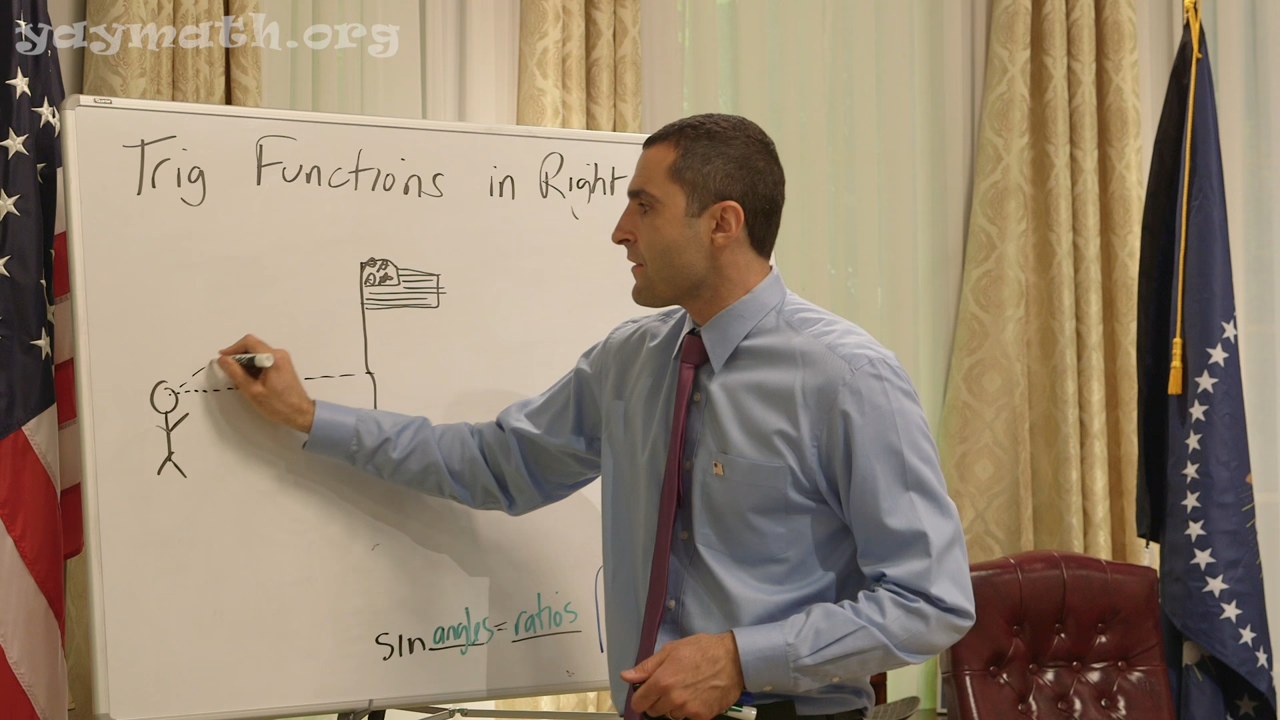 yaymath.org
Trig Functions in Right
sin angles = ratios